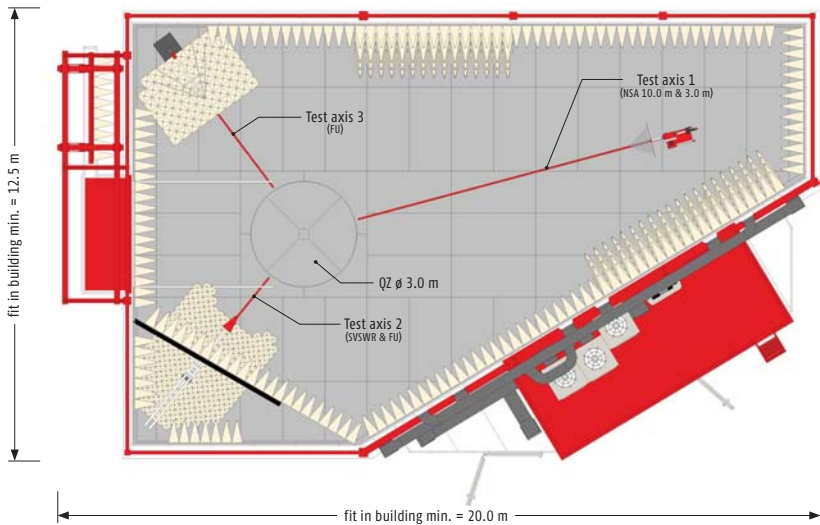 Test axis 1
(NSA 10.0 m & 3.0 m)
Test axis 3
(FU)
QZ ø 3.0 m
Test axis 2
(SVSWR & FU)
fit in building min. = 12.5 m
fit in building min. = 20.0 m